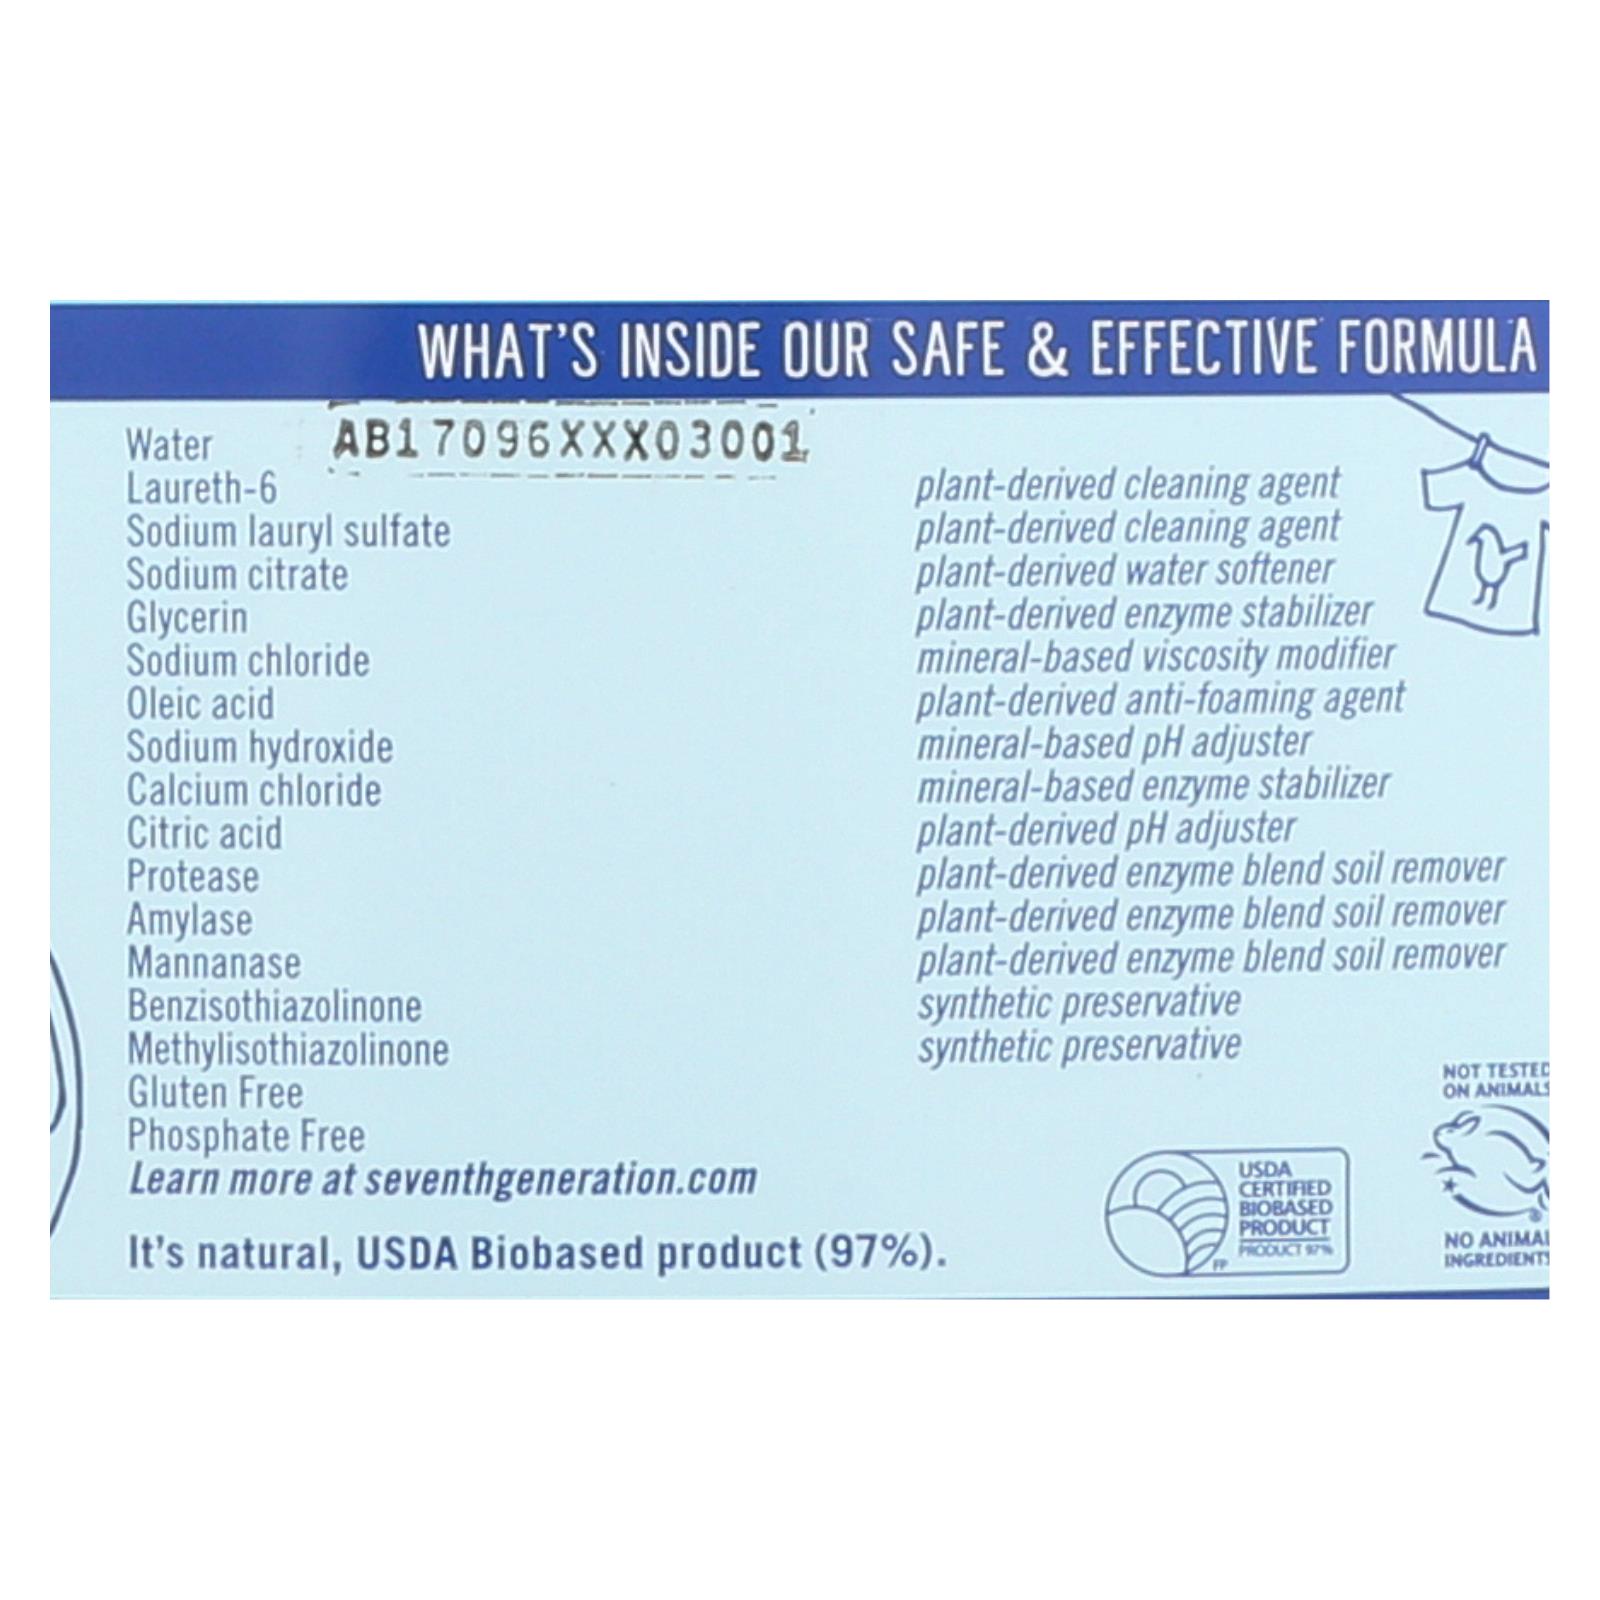 WHAT'S INSIDE OUR SAFE & EFFECTIVE FORMULA
Water
AB17096XXX03001
Laureth-6 plant-derived cleaning agent
Sodium lauryl sulfate plant-derived cleaning agent
Sodium citrate plant-derived water softener
Glycerin plant-derived enzyme stabilizer
Sodium chloride mineral-based viscosity modifier
Oleic acid plant-derived anti-foaming agent
Sodium hydroxide mineral-based pH adjuster
Calcium chloride mineral-based enzyme stabilizer
Citric acid plant-derived pH adjuster
Protease plant-derived enzyme blend soil remover
Amylase plant-derived enzyme blend soil remover
Mannanase plant-derived enzyme blend soil remover
Benzisothiazolinone synthetic preservative
Methylisothiazolinone synthetic preservative
Gluten Free
Phosphate Free
Learn more at seventhgeneration.com
It's natural, USDA Biobased product (97%).
USDA
CERTIFIED
BIOBASED
PRODUCT
PRODUCT 97%
FP
NOT TESTED
ON ANIMALS
NO ANIMAL
INGREDIENTS